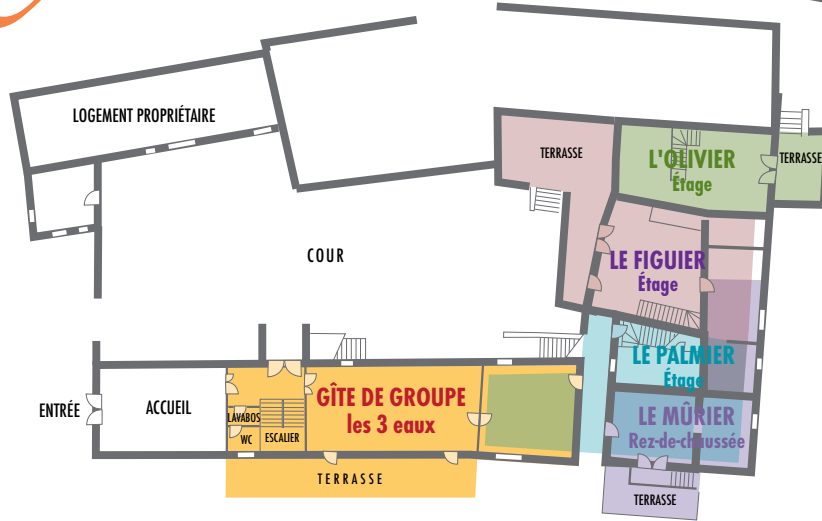 LOGEMENT PROPRIÉTAIRE
TERRASSE
L'OLIVIER
Étage
TERRASSE
COUR
LE FIGUIER
Étage
LE PALMIER
Étage
ENTRÉE
ACCUEIL
LAVABOS
WC
ESCALIER
GÎTE DE GROUPE
les 3 eaux
LE MÛRIER
Rez-de-chaussée
TERRASSE
TERRASSE